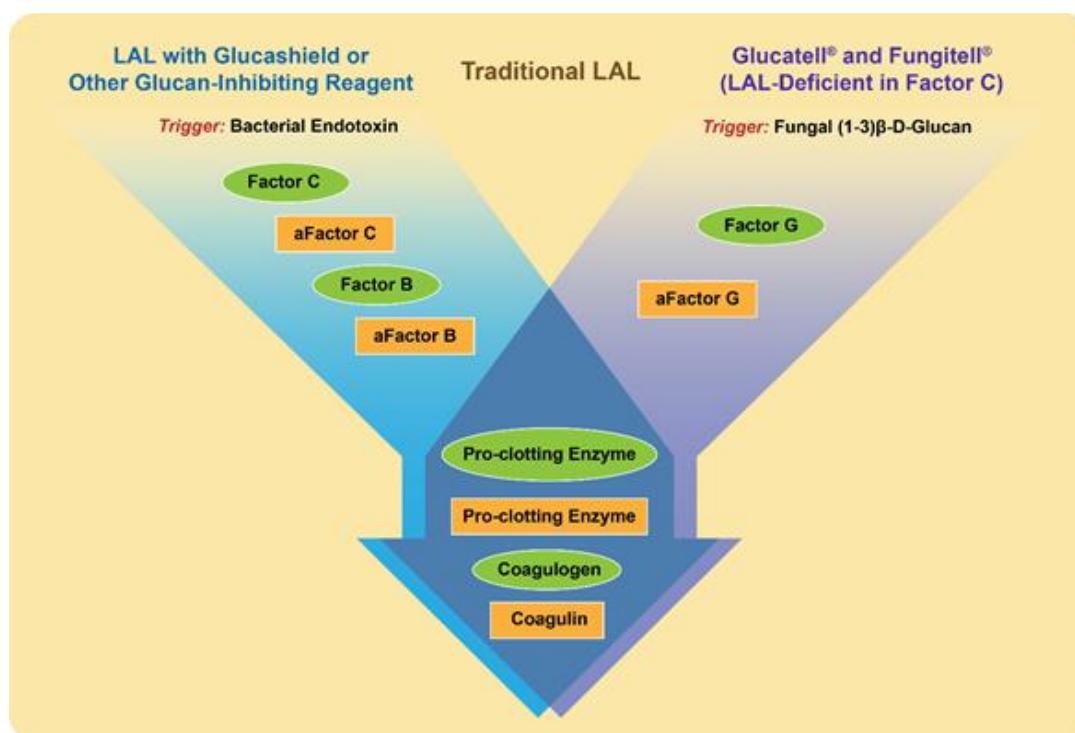 LAL with Glucashield or
Other Glucan-Inhibiting Reagent
Trigger: Bacterial Endotoxin
Factor C
aFactor C
Factor B
aFactor B
Traditional LAL
Glucatell® and Fungitell®
(LAL-Deficient in Factor C)
Trigger: Fungal (1-3)β-D-Glucan
Factor G
aFactor G
Pro-clotting Enzyme
Pro-clotting Enzyme
Coagulogen
Coagulin